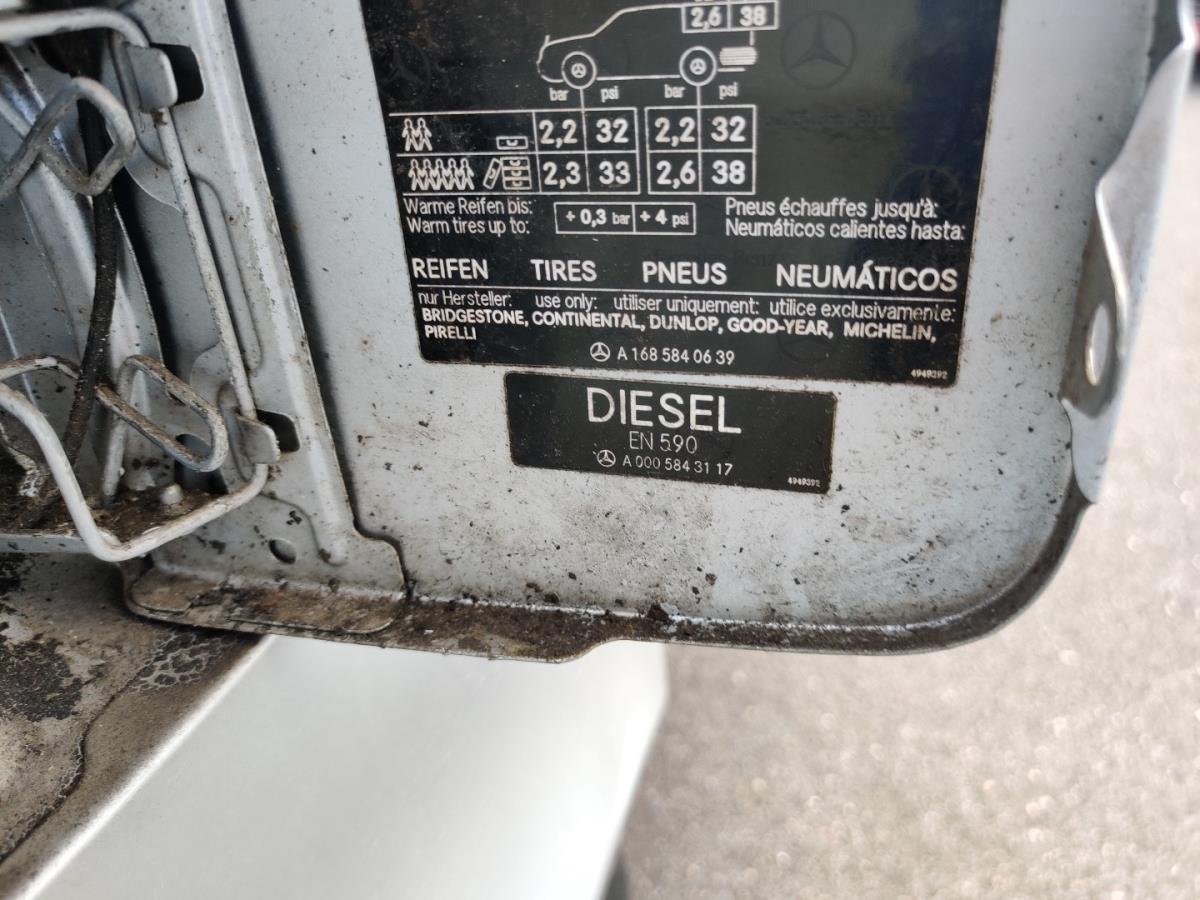 2,6 38
bar psi bar psi
2,2 32 2,2 32
2,3 33 2,6 38
Warme Reifen bis: + 0,3 bar + 4 psi Pneus échauffes jusqu'à:
Warm tires up to: Neumáticos calientes hasta:
REIFEN TIRES PNEUS NEUMÁTICOS
nur Hersteller: use only: utiliser uniquement: utilice exclusivamente:
BRIDGESTONE, CONTINENTAL, DUNLOP, GOOD-YEAR, MICHELIN,
PIRELLI
A 168 584 06 39
4949392
DIESEL
EN 590
A 000 584 31 17
4949392